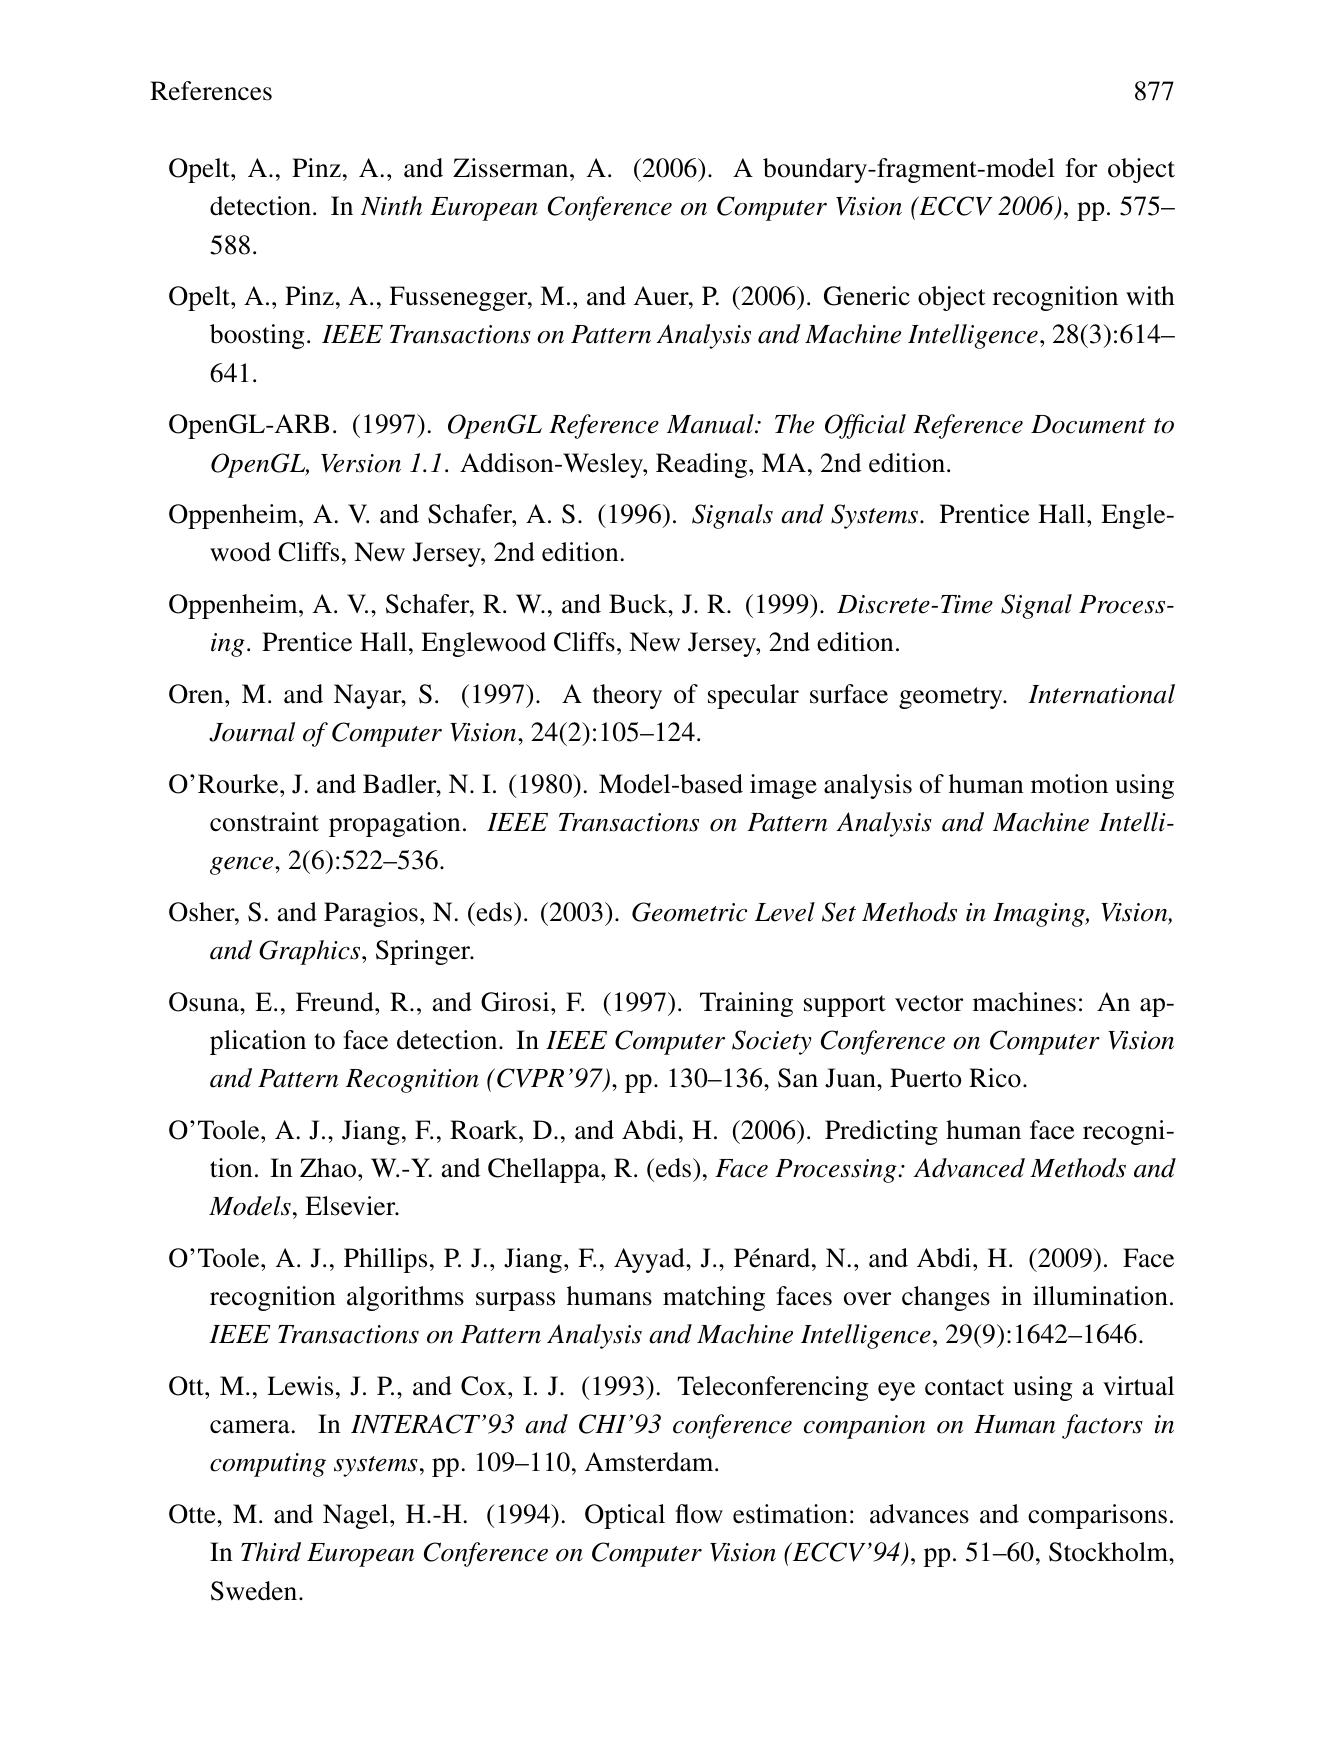 References 877
Opelt, A., Pinz, A., and Zisserman, A. (2006). A boundary-fragment-model for object
detection. In Ninth European Conference on Computer Vision (ECCV 2006), pp. 575–
588.
Opelt, A., Pinz, A., Fussenegger, M., and Auer, P. (2006). Generic object recognition with
boosting. IEEE Transactions on Pattern Analysis and Machine Intelligence, 28(3):614–
641.
OpenGL-ARB. (1997). OpenGL Reference Manual: The Official Reference Document to
OpenGL, Version 1.1. Addison-Wesley, Reading, MA, 2nd edition.
Oppenheim, A. V. and Schafer, A. S. (1996). Signals and Systems. Prentice Hall, Engle-
wood Cliffs, New Jersey, 2nd edition.
Oppenheim, A. V., Schafer, R. W., and Buck, J. R. (1999). Discrete-Time Signal Process-
ing. Prentice Hall, Englewood Cliffs, New Jersey, 2nd edition.
Oren, M. and Nayar, S. (1997). A theory of specular surface geometry. International
Journal of Computer Vision, 24(2):105–124.
O’Rourke, J. and Badler, N. I. (1980). Model-based image analysis of human motion using
constraint propagation. IEEE Transactions on Pattern Analysis and Machine Intelli-
gence, 2(6):522–536.
Osher, S. and Paragios, N. (eds). (2003). Geometric Level Set Methods in Imaging, Vision,
and Graphics, Springer.
Osuna, E., Freund, R., and Girosi, F. (1997). Training support vector machines: An ap-
plication to face detection. In IEEE Computer Society Conference on Computer Vision
and Pattern Recognition (CVPR’97), pp. 130–136, San Juan, Puerto Rico.
O’Toole, A. J., Jiang, F., Roark, D., and Abdi, H. (2006). Predicting human face recogni-
tion. In Zhao, W.-Y. and Chellappa, R. (eds), Face Processing: Advanced Methods and
Models, Elsevier.
O’Toole, A. J., Phillips, P. J., Jiang, F., Ayyad, J., Pénard, N., and Abdi, H. (2009). Face
recognition algorithms surpass humans matching faces over changes in illumination.
IEEE Transactions on Pattern Analysis and Machine Intelligence, 29(9):1642–1646.
Ott, M., Lewis, J. P., and Cox, I. J. (1993). Teleconferencing eye contact using a virtual
camera. In INTERACT’93 and CHI’93 conference companion on Human factors in
computing systems, pp. 109–110, Amsterdam.
Otte, M. and Nagel, H.-H. (1994). Optical flow estimation: advances and comparisons.
In Third European Conference on Computer Vision (ECCV’94), pp. 51–60, Stockholm,
Sweden.